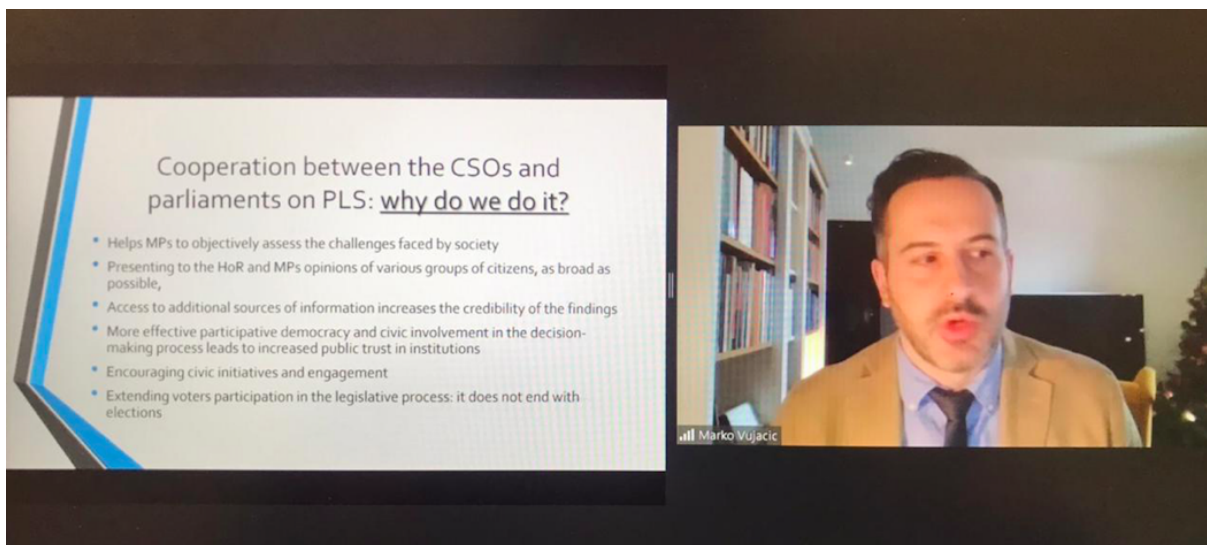 Cooperation between the CSOs and
parliaments on PLS: why do we do it?
• Helps MPs to objectively assess the challenges faced by society
• Presenting to the HoR and MPs opinions of various groups of citizens, as broad as
possible,
• Access to additional sources of information increases the credibility of the findings
• More effective participative democracy and civic involvement in the decision-
making process leads to increased public trust in institutions
• Encouraging civic initiatives and engagement
• Extending voters participation in the legislative process: it does not end with
elections
Marko Vujacic